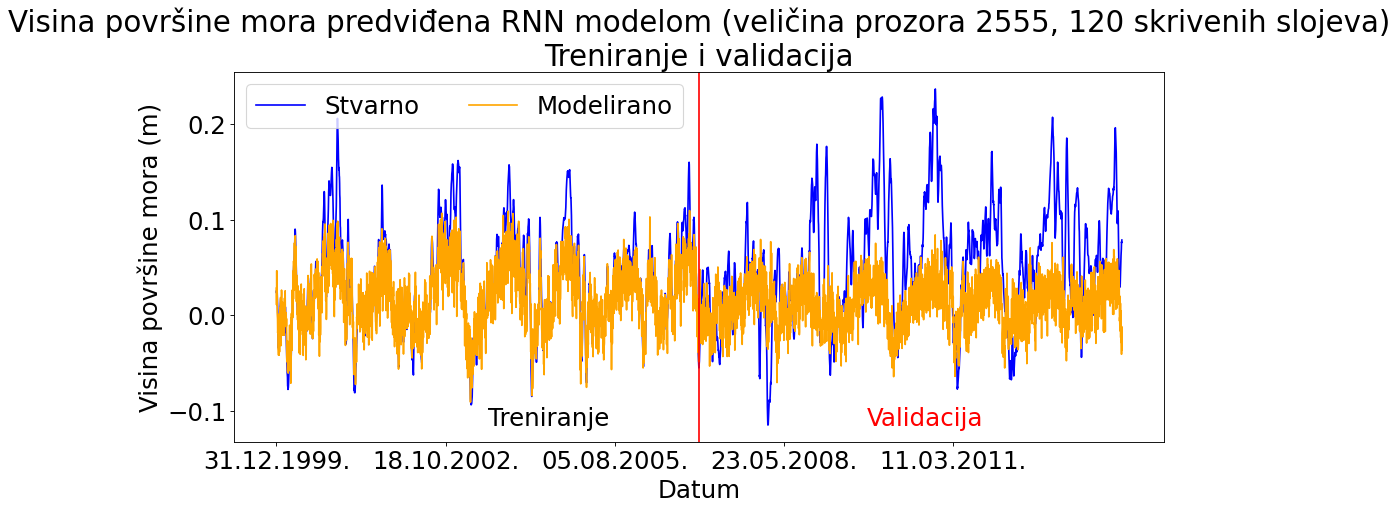 Visina površine mora predviđena RNN modelom (veličina prozora 2555, 120 skrivenih slojeva)
Treniranje i validacija
Stvarno
Modelirano
Visina površine mora (m)
0.2
0.1
0.0
−0.1
Treniranje
Validacija
31.12.1999.
18.10.2002.
05.08.2005.
23.05.2008.
11.03.2011.
Datum